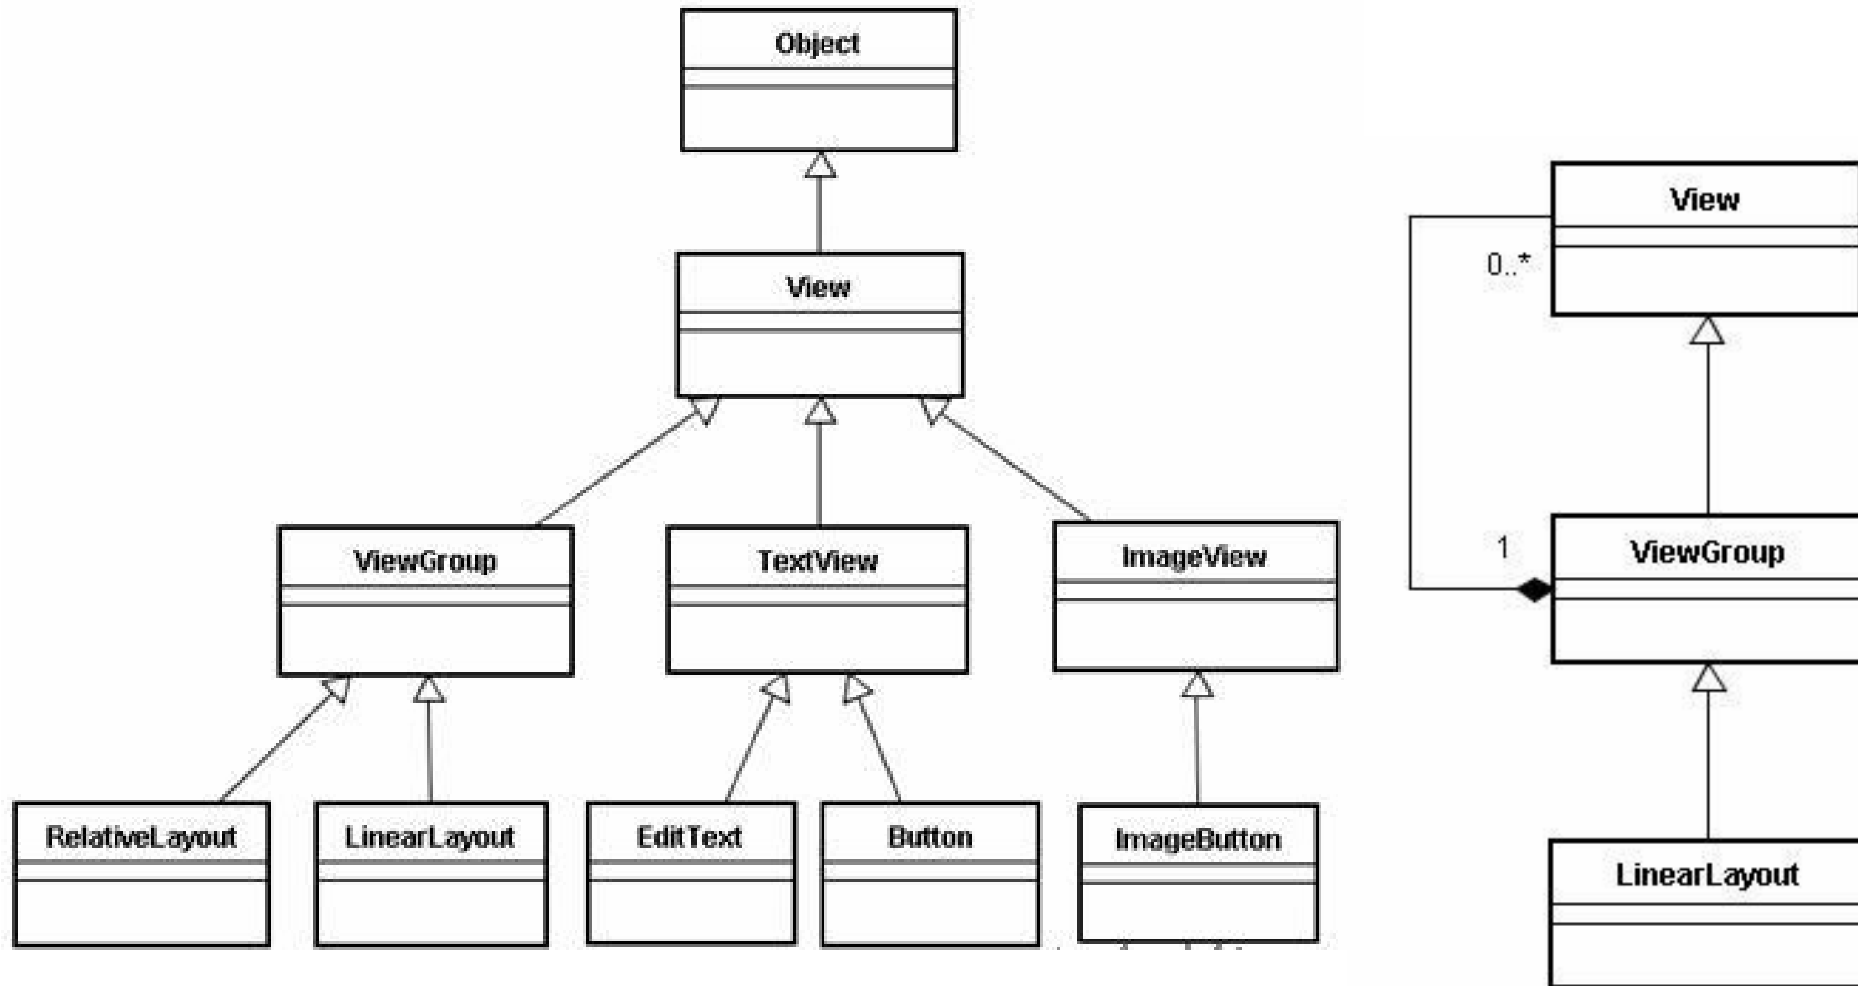 Object
View
ViewGroup
TextView
ImageView
RelativeLayout
LinearLayout
EditText
Button
ImageButton
View
0..*
1
ViewGroup
LinearLayout